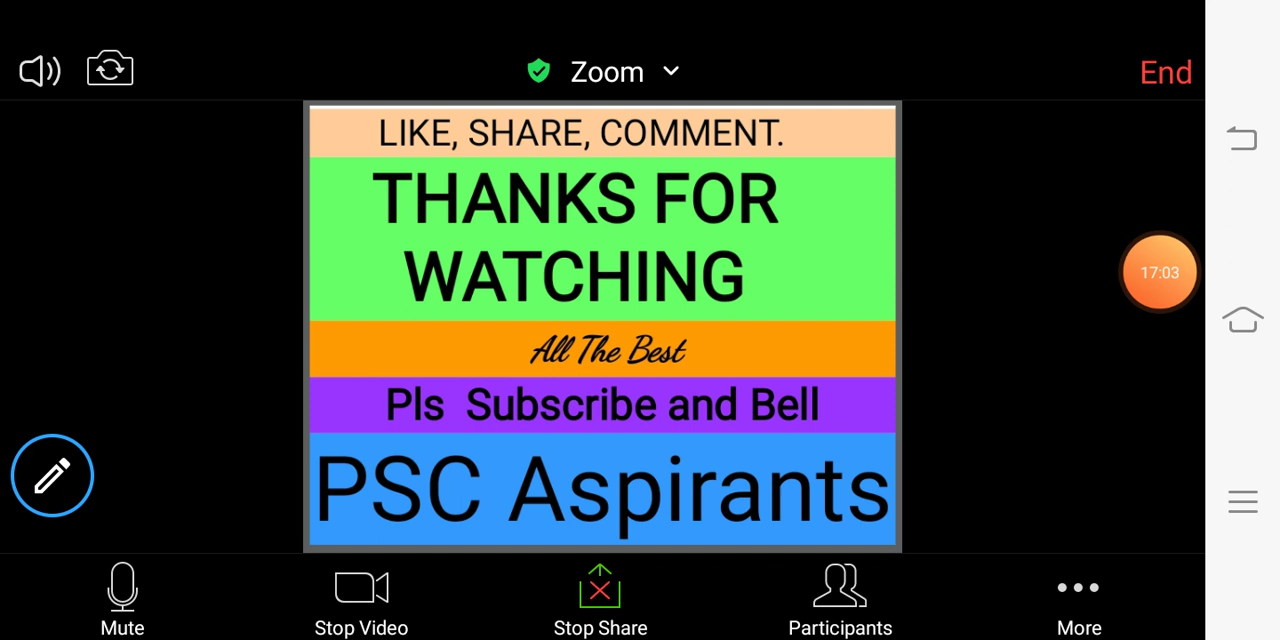 Zoom
End
LIKE, SHARE, COMMENT.
THANKS FOR
WATCHING
17:03
All The Best
Pls  Subscribe and Bell
PSC Aspirants
Mute
Stop Video
Stop Share
Participants
More